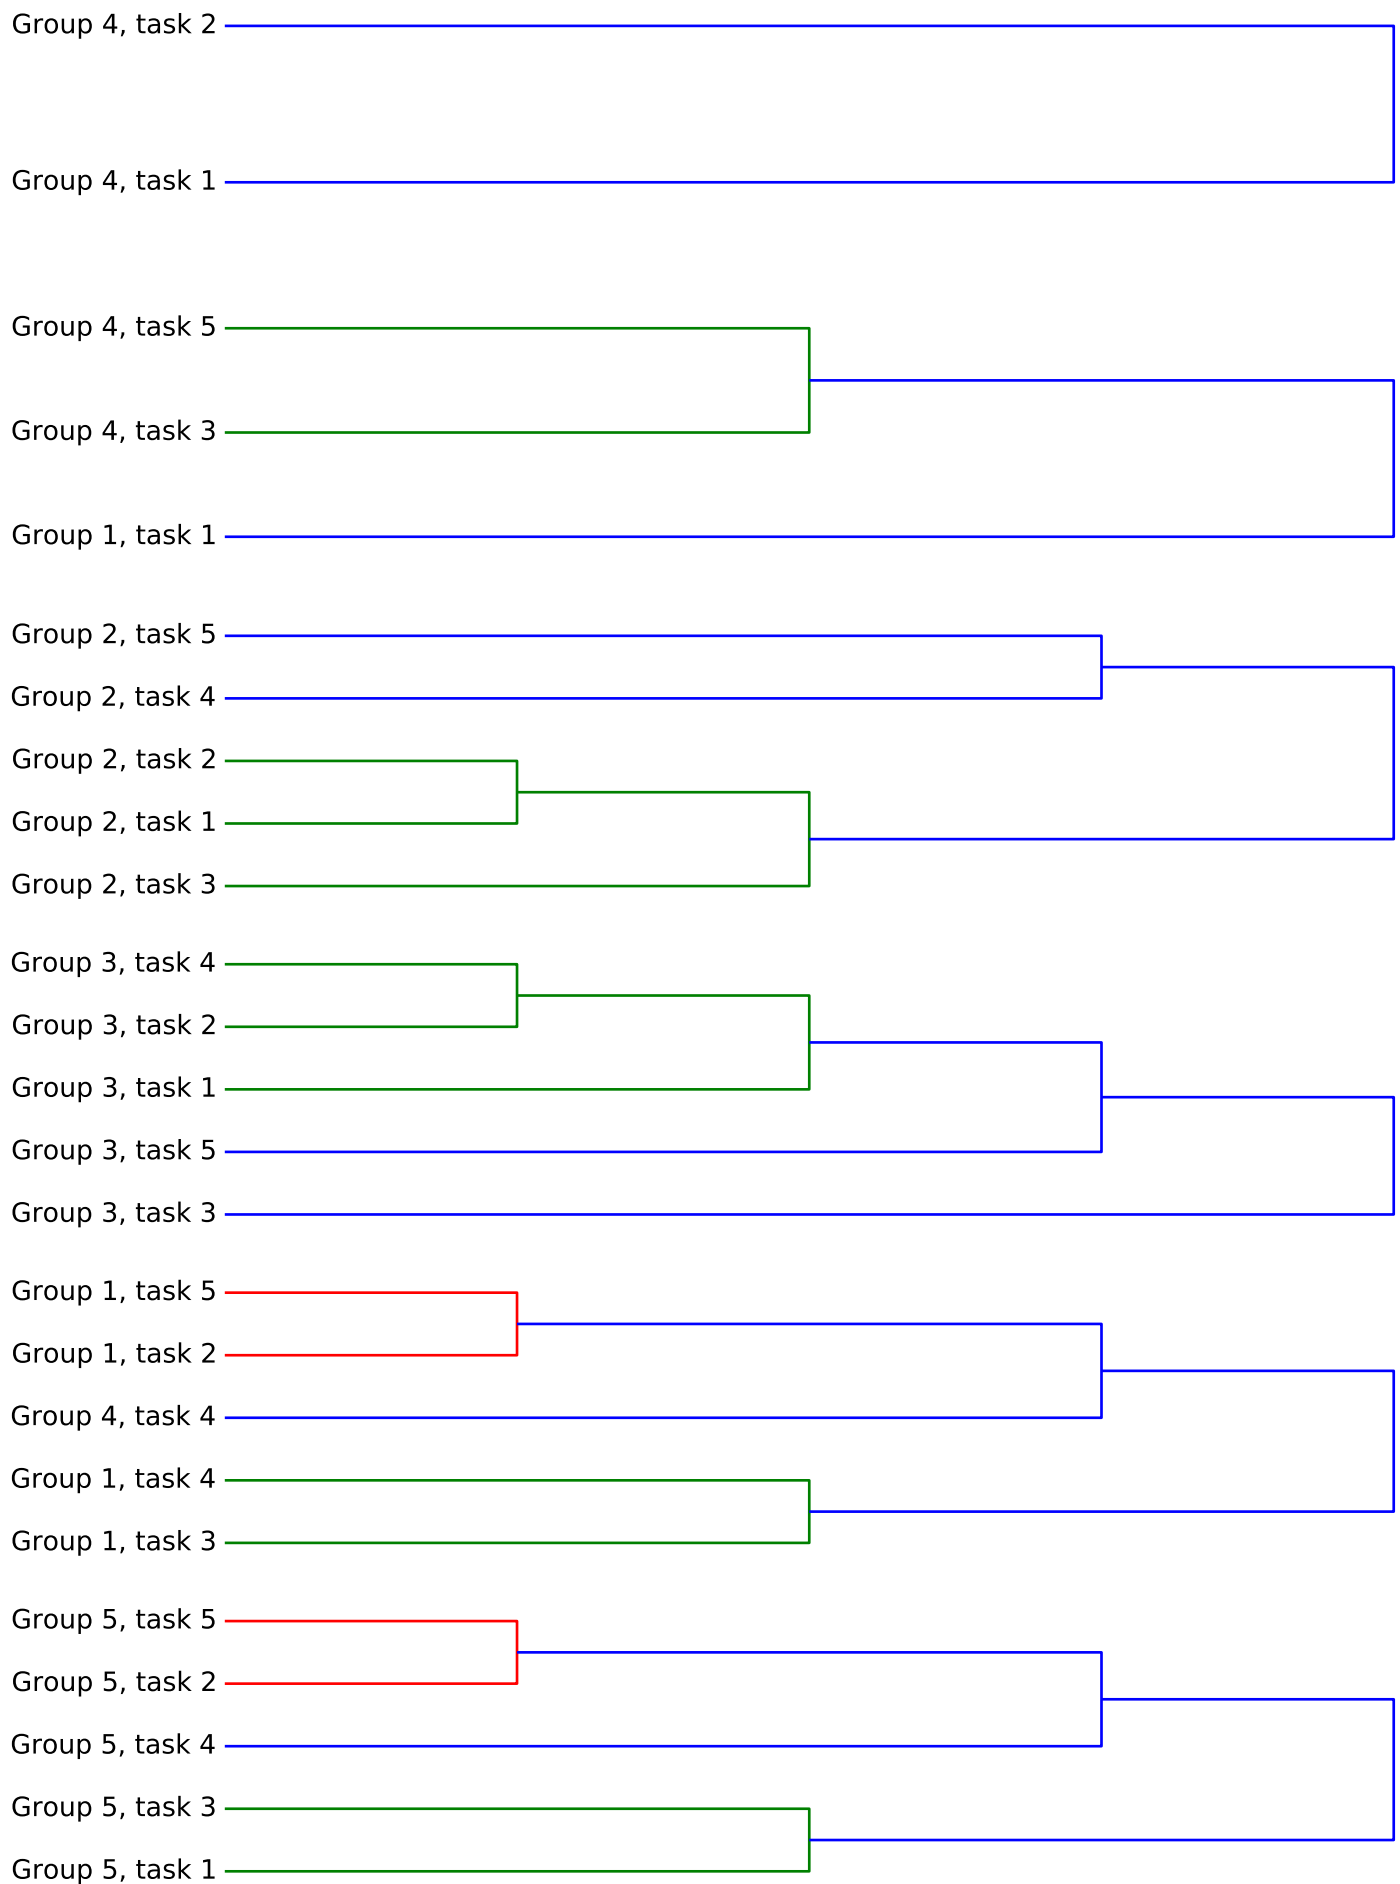 Group 4, task 2
Group 4, task 1
Group 4, task 5
Group 4, task 3
Group 1, task 1
Group 2, task 5
Group 2, task 4
Group 2, task 2
Group 2, task 1
Group 2, task 3
Group 3, task 4
Group 3, task 2
Group 3, task 1
Group 3, task 5
Group 3, task 3
Group 1, task 5
Group 1, task 2
Group 4, task 4
Group 1, task 4
Group 1, task 3
Group 5, task 5
Group 5, task 2
Group 5, task 4
Group 5, task 3
Group 5, task 1